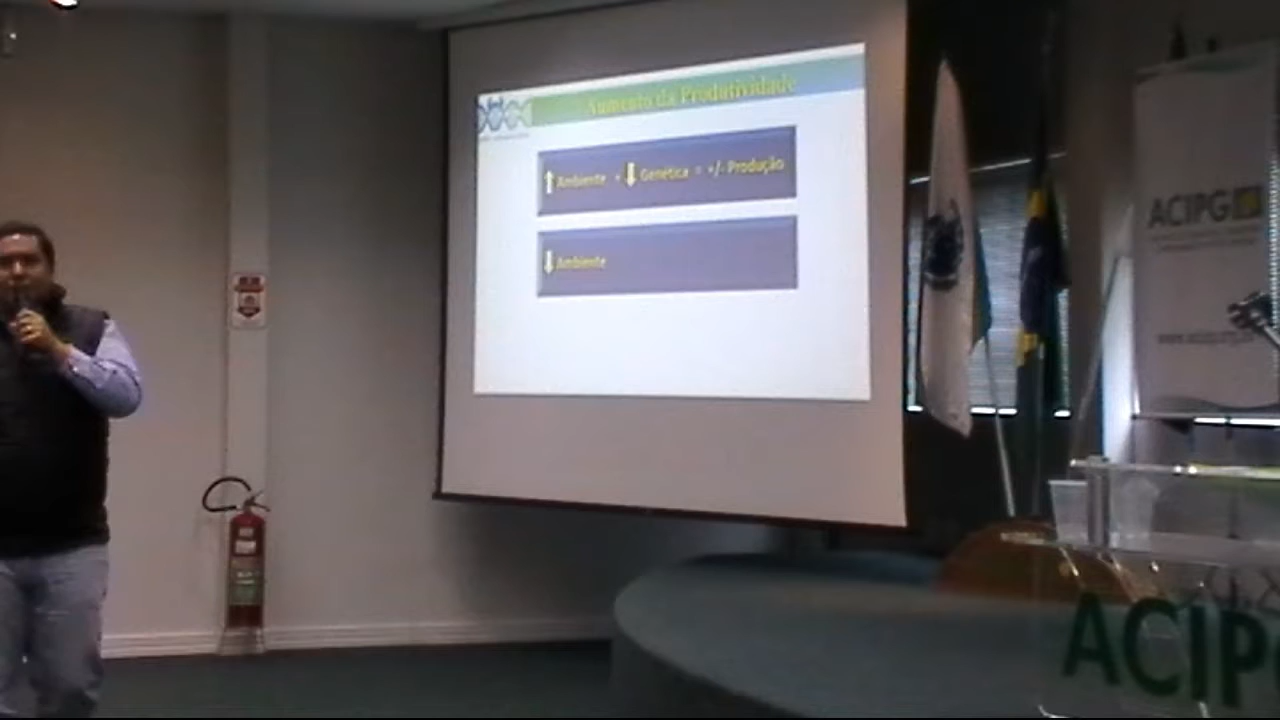 Aumento da Produtividade
Ambiente + Genética = +/- Produção
Ambiente
ACIPG
ACIPG